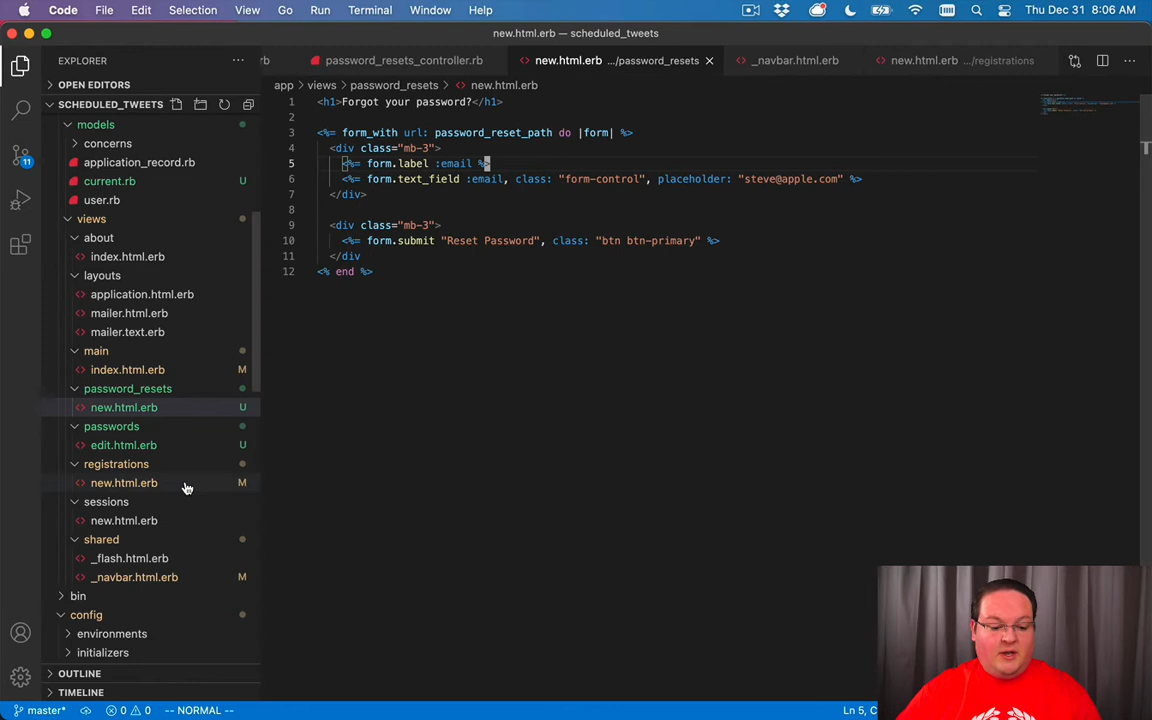 Code File Edit Selection View Go Run Terminal Window Help Thu Dec 31 8:06 AM
new.html.erb — scheduled_tweets
EXPLORER
rb password_resets_controller.rb new.html.erb .../password_resets _navbar.html.erb new.html.erb .../registrations
OPEN EDITORS
app > views > password_resets > new.html.erb
SCHEDULED_TWEETS
models
concerns
application_record.rb
current.rb U
user.rb
views
about
index.html.erb
layouts
application.html.erb
mailer.html.erb
mailer.text.erb
main
index.html.erb M
password_resets
new.html.erb U
passwords
edit.html.erb U
registrations
new.html.erb M
sessions
new.html.erb
shared
_flash.html.erb
_navbar.html.erb M
bin
config
environments
initializers
OUTLINE
TIMELINE
11
1 <h1>Forgot your password?</h1>
2
3 <%= form_with url: password_reset_path do |form| %>
4 <div class="mb-3">
5 <%= form.label :email %>
6 <%= form.text_field :email, class: "form-control", placeholder: "steve@apple.com" %>
7 </div>
8
9 <div class="mb-3">
10 <%= form.submit "Reset Password", class: "btn btn-primary" %>
11 </div
12 <% end %>
master* 0 0 -- NORMAL -- Ln 5, C